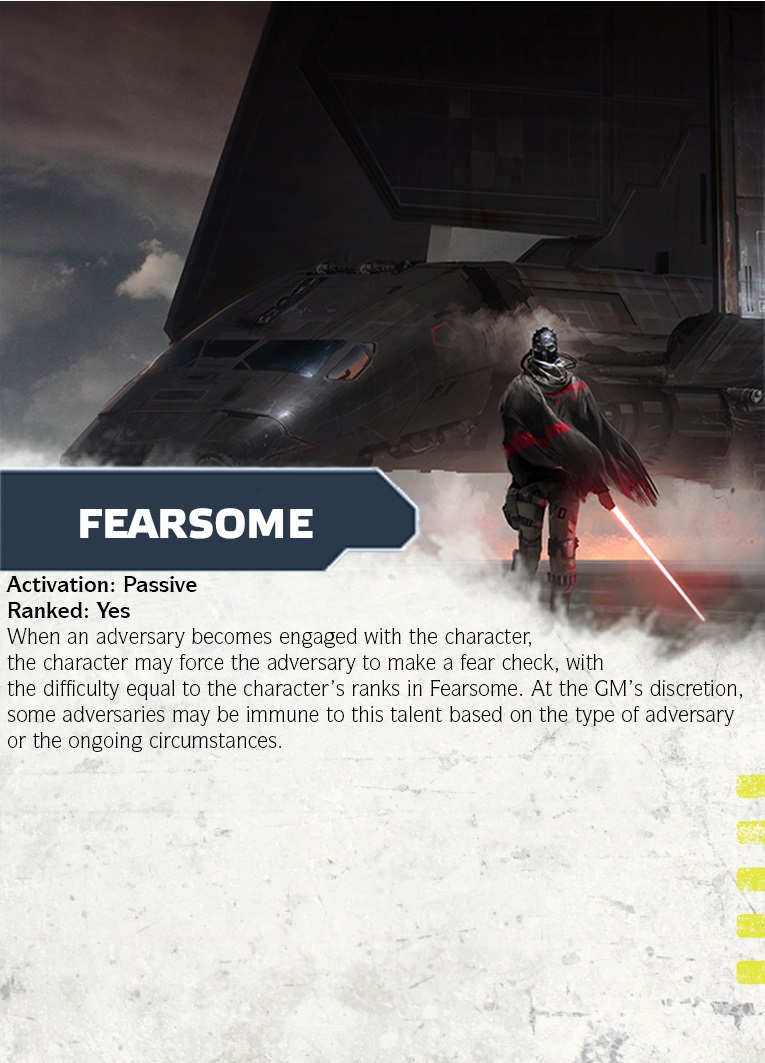 FEARSOME
Activation: Passive
Ranked: Yes
When an adversary becomes engaged with the character,
the character may force the adversary to make a fear check, with
the difficulty equal to the character’s ranks in Fearsome. At the GM’s discretion,
some adversaries may be immune to this talent based on the type of adversary
or the ongoing circumstances.